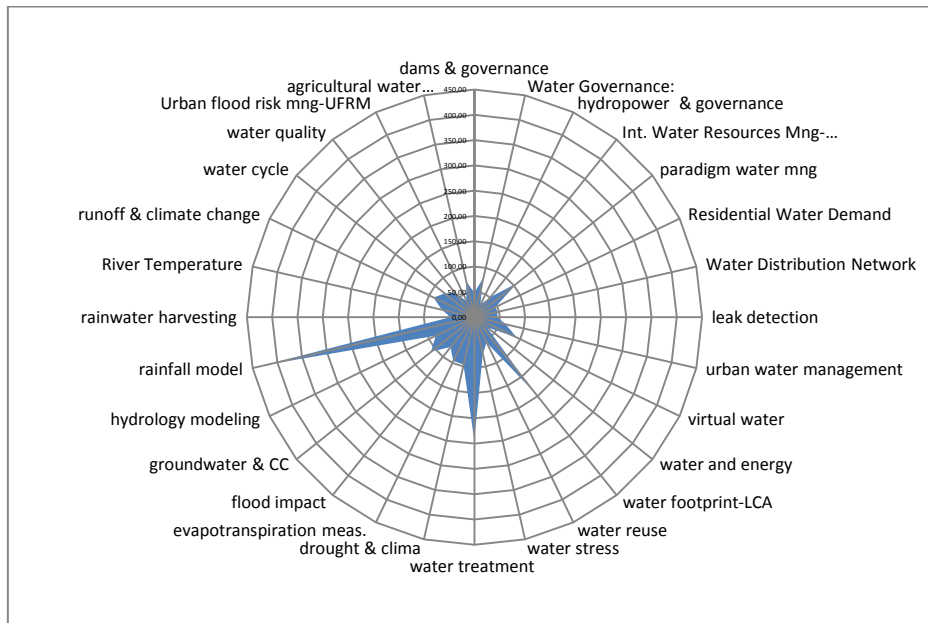 dams & governance
Water Governance:
hydropower & governance
Int. Water Resources Mng-...
paradigm water mng
Residential Water Demand
Water Distribution Network
leak detection
urban water management
virtual water
water and energy
water footprint-LCA
water reuse
water stress
water treatment
drought & clima
evapotranspiration meas.
flood impact
groundwater & CC
hydrology modeling
rainfall model
rainwater harvesting
River Temperature
runoff & climate change
water cycle
water quality
Urban flood risk mng-UFRM
agricultural water...
450,00
400,00
350,00
300,00
250,00
200,00
150,00
100,00
50,00
0,00